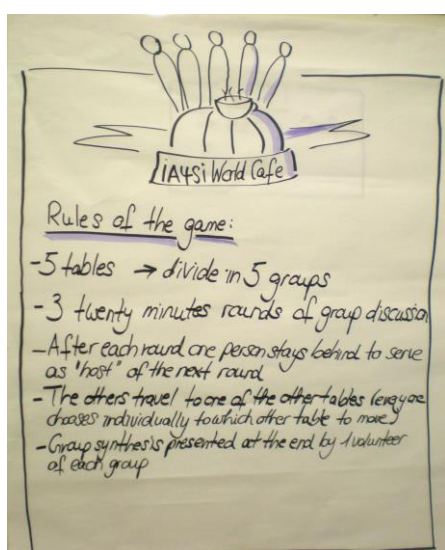 iA4Si World Cafe
Rules of the game:
- 5 tables → divide in 5 groups
- 3 twenty minutes rounds of group discussion
- After each round one person stays behind to serve
as "host" of the next round
- The others travel to one of the other tables (everyone
chooses individually to which other table to move)
- Group synthesis is presented at the end by 1 volunteer
of each group